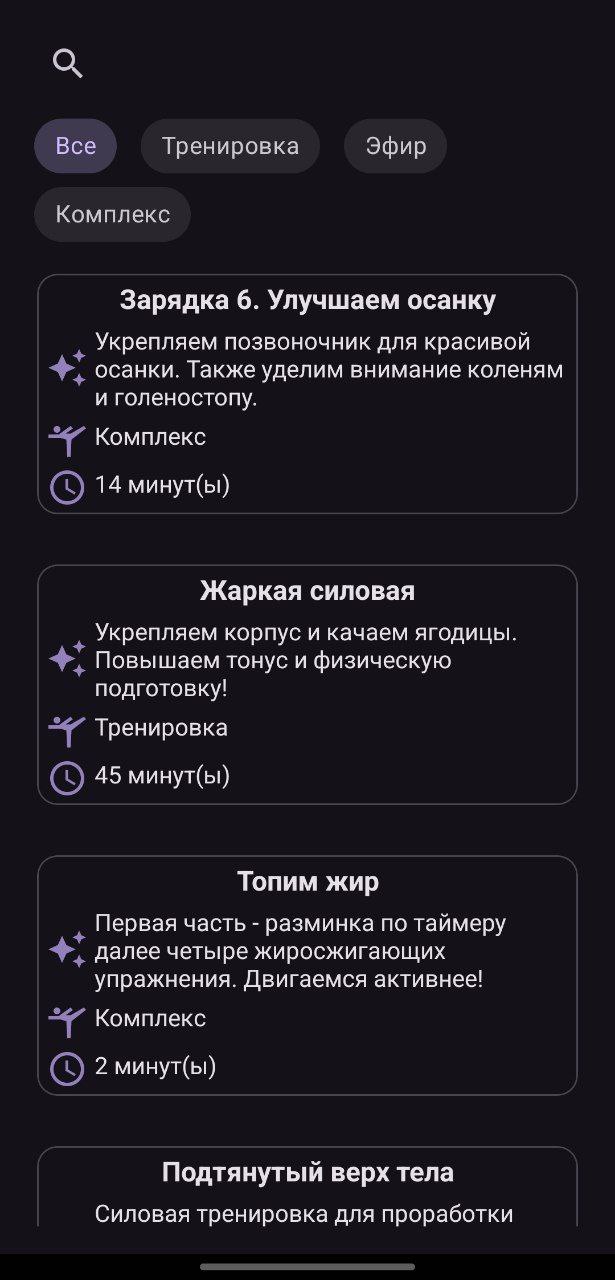 Все
Тренировка
Эфир
Комплекс
Зарядка 6. Улучшаем осанку
Укрепляем позвоночник для красивой
осанки. Также уделим внимание коленям
и голеностопу.
Комплекс
14 минут(ы)
Жаркая силовая
Укрепляем корпус и качаем ягодицы.
Повышаем тонус и физическую
подготовку!
Тренировка
45 минут(ы)
Топим жир
Первая часть - разминка по таймеру
далее четыре жиросжигающих
упражнения. Двигаемся активнее!
Комплекс
2 минут(ы)
Подтянутый верх тела
Силовая тренировка для проработки